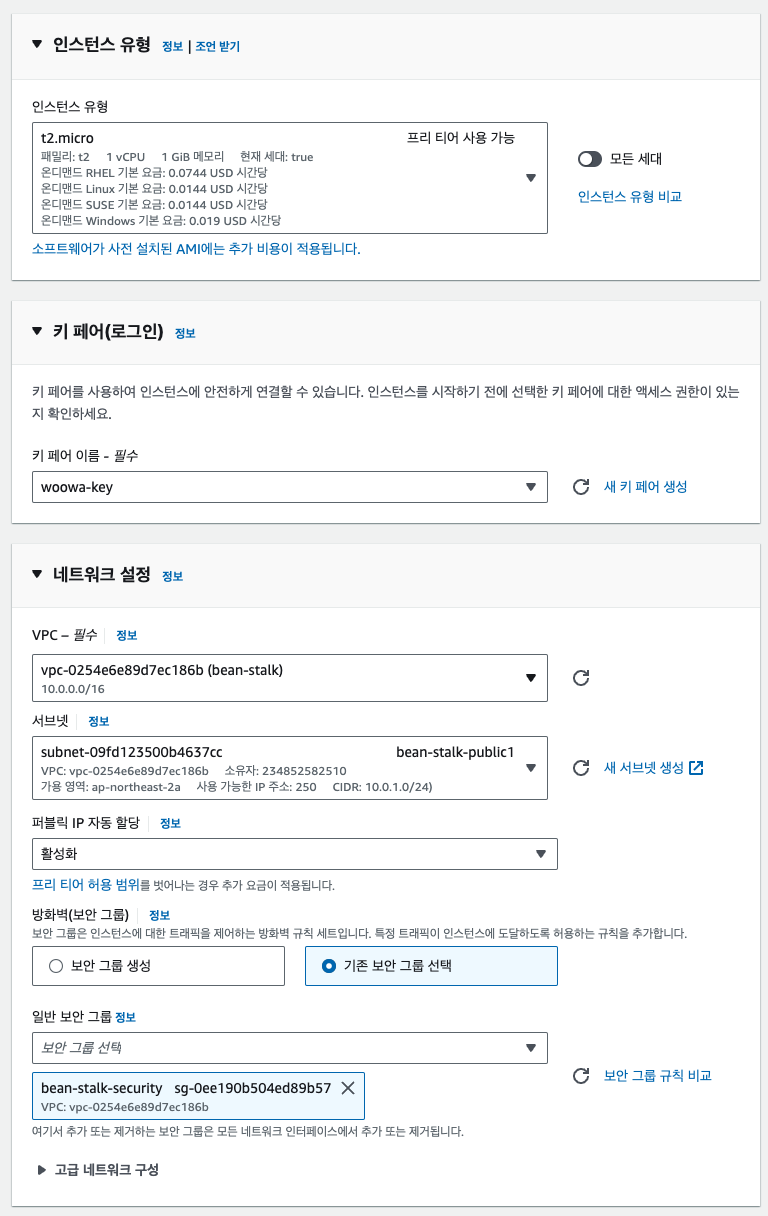 인스턴스 유형 정보 | 조언 받기
인스턴스 유형
t2.micro 프리 티어 사용 가능
패밀리: t2 1 vCPU 1 GiB 메모리 현재 세대: true
온디맨드 RHEL 기본 요금: 0.0744 USD 시간당
온디맨드 Linux 기본 요금: 0.0144 USD 시간당
온디맨드 SUSE 기본 요금: 0.0144 USD 시간당
온디맨드 Windows 기본 요금: 0.019 USD 시간당
모든 세대
인스턴스 유형 비교
소프트웨어가 사전 설치된 AMI에는 추가 비용이 적용됩니다.
키 페어(로그인) 정보
키 페어를 사용하여 인스턴스에 안전하게 연결할 수 있습니다. 인스턴스를 시작하기 전에 선택한 키 페어에 대한 액세스 권한이 있는
지 확인하세요.
키 페어 이름 - 필수
woowa-key
새 키 페어 생성
네트워크 설정 정보
VPC – 필수 정보
vpc-0254e6e89d7ec186b (bean-stalk)
10.0.0.0/16
서브넷 정보
subnet-09fd123500b4637cc bean-stalk-public1
VPC: vpc-0254e6e89d7ec186b 소유자: 234852582510
가용 영역: ap-northeast-2a 사용 가능한 IP 주소: 250 CIDR: 10.0.1.0/24)
새 서브넷 생성
퍼블릭 IP 자동 할당 정보
활성화
프리 티어 허용 범위를 벗어나는 경우 추가 요금이 적용됩니다.
방화벽(보안 그룹) 정보
보안 그룹은 인스턴스에 대한 트래픽을 제어하는 방화벽 규칙 세트입니다. 특정 트래픽이 인스턴스에 도달하도록 허용하는 규칙을 추가합니다.
보안 그룹 생성
기존 보안 그룹 선택
일반 보안 그룹 정보
보안 그룹 선택
bean-stalk-security sg-0ee190b504ed89b57
VPC: vpc-0254e6e89d7ec186b
보안 그룹 규칙 비교
여기서 추가 또는 제거하는 보안 그룹은 모든 네트워크 인터페이스에서 추가 또는 제거됩니다.
고급 네트워크 구성